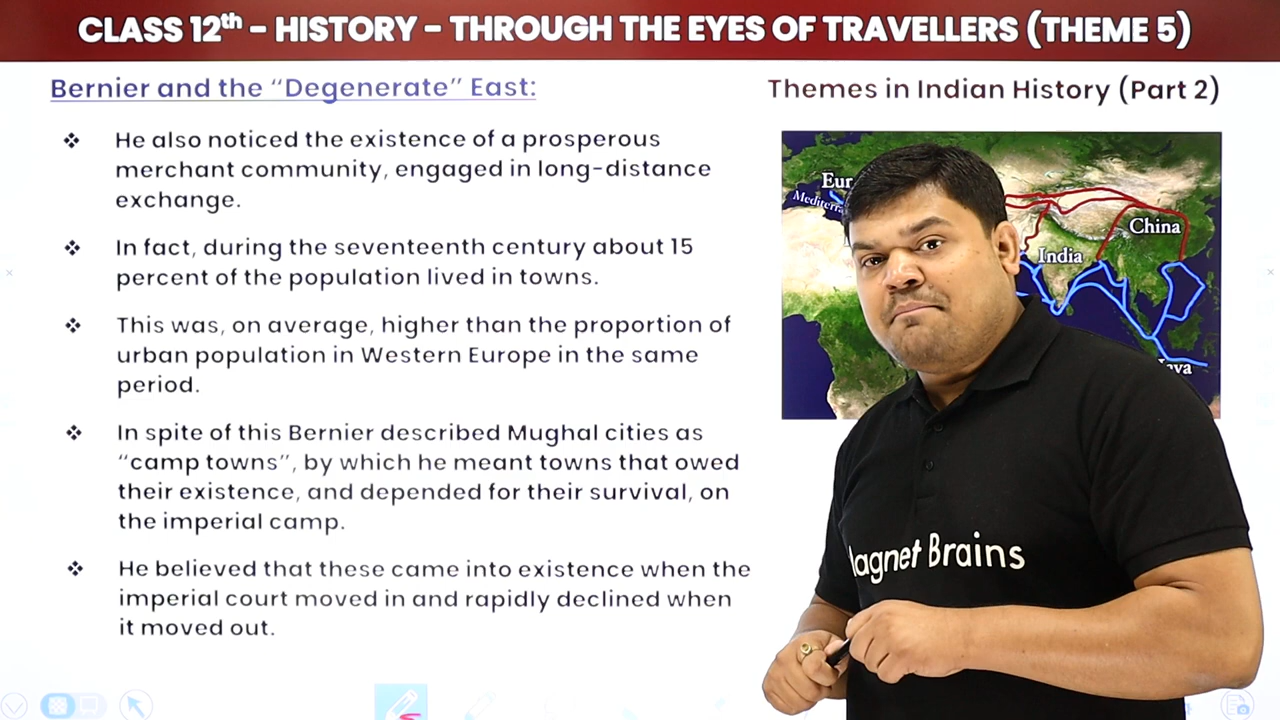 CLASS 12th – HISTORY – THROUGH THE EYES OF TRAVELLERS (THEME 5)
Bernier and the “Degenerate” East:
❖ He also noticed the existence of a prosperous
merchant community, engaged in long-distance
exchange.
❖ In fact, during the seventeenth century about 15
percent of the population lived in towns.
❖ This was, on average, higher than the proportion of
urban population in Western Europe in the same
period.
❖ In spite of this Bernier described Mughal cities as
“camp towns”, by which he meant towns that owed
their existence, and depended for their survival, on
the imperial camp.
❖ He believed that these came into existence when the
imperial court moved in and rapidly declined when
it moved out.
Themes in Indian History (Part 2)
Eur
Mediterra
China
India
Java
Magnet Brains